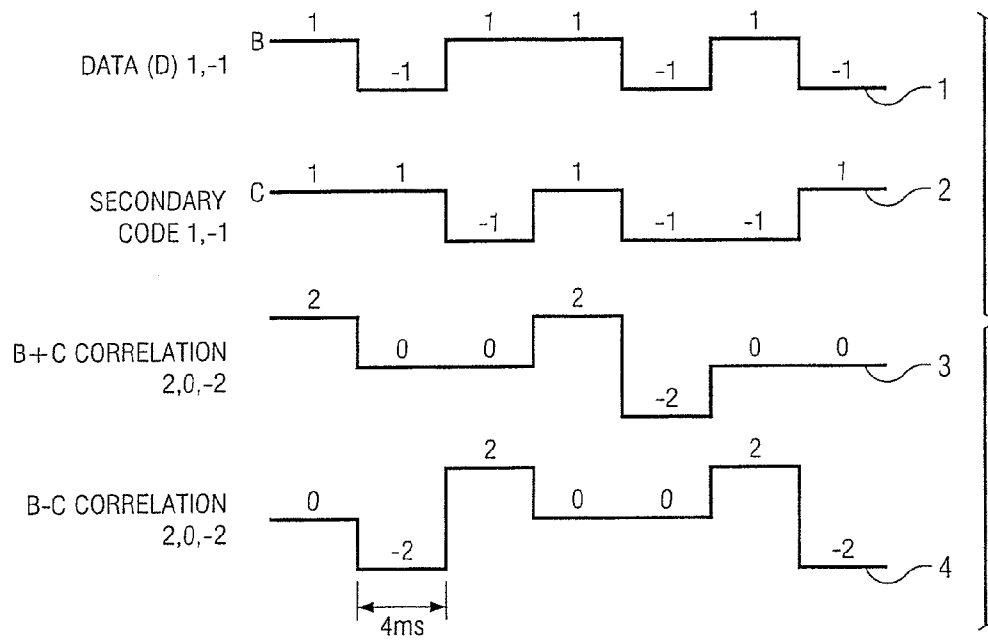 1 1 1 1
DATA (D) 1,-1 B
-1 -1 -1
1
1 1 1 1
SECONDARY C
CODE 1,-1
-1 -1 -1
2
2 2
B+C CORRELATION 0 0 0 0
2,0,-2
-2
3
2 2
B-C CORRELATION 0 0 0
2,0,-2
-2 -2
4
4ms